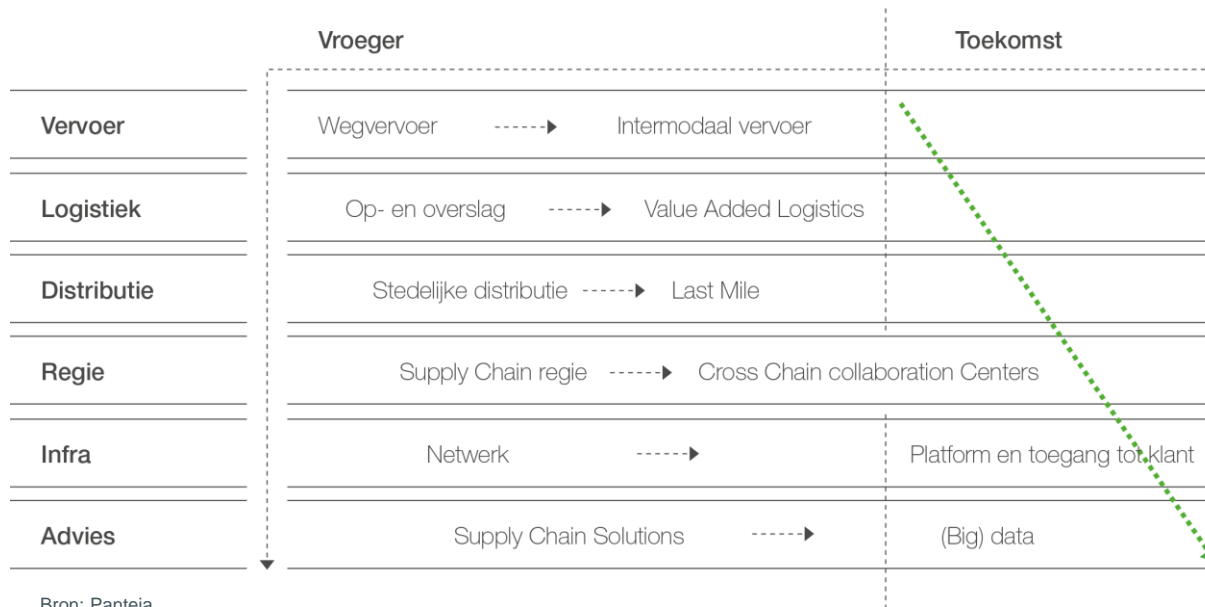 Vroeger Toekomst
Vervoer Wegvervoer Intermodaal vervoer
Logistiek Op- en overslag Value Added Logistics
Distributie Stedelijke distributie Last Mile
Regie Supply Chain regie Cross Chain collaboration Centers
Infra Netwerk Platform en toegang tot klant
Advies Supply Chain Solutions (Big) data
Bron: Panteia